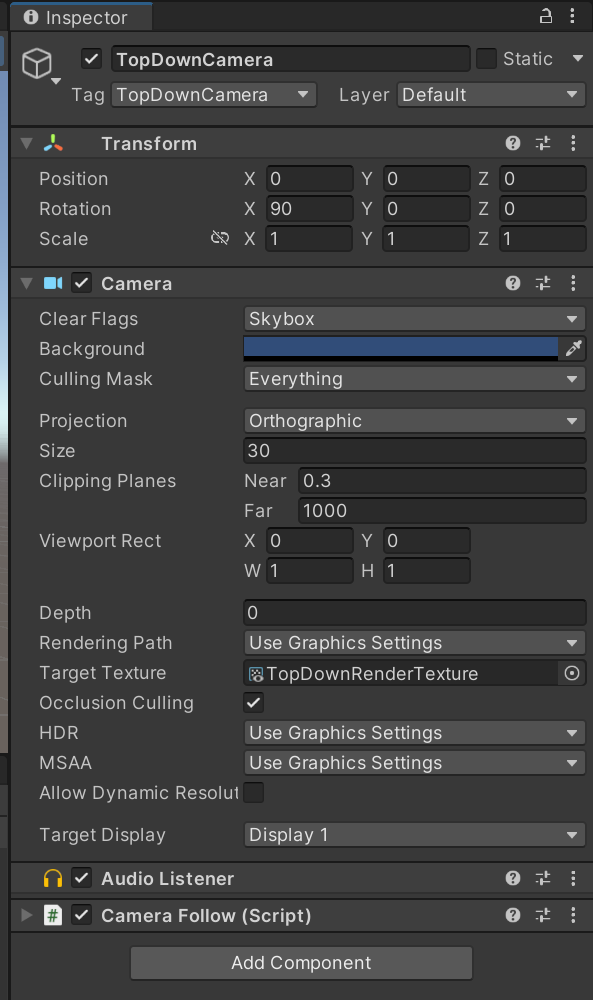 Inspector
TopDownCamera Static
Tag TopDownCamera Layer Default
Transform
Position X 0 Y 0 Z 0
Rotation X 90 Y 0 Z 0
Scale X 1 Y 1 Z 1
Camera
Clear Flags Skybox
Background
Culling Mask Everything
Projection Orthographic
Size 30
Clipping Planes Near 0.3
Far 1000
Viewport Rect X 0 Y 0
W 1 H 1
Depth 0
Rendering Path Use Graphics Settings
Target Texture TopDownRenderTexture
Occlusion Culling
HDR Use Graphics Settings
MSAA Use Graphics Settings
Allow Dynamic Resolut
Target Display Display 1
Audio Listener
# Camera Follow (Script)
Add Component